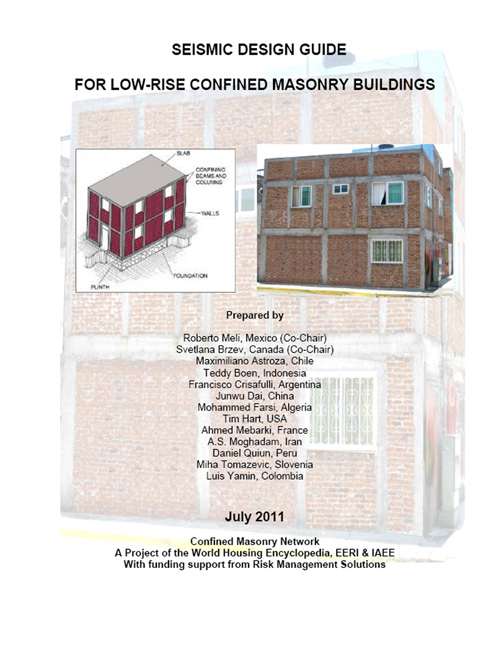 SEISMIC DESIGN GUIDE
FOR LOW-RISE CONFINED MASONRY BUILDINGS
SLAB
CONFINING
BEAMS AND
COLUMNS
WALLS
FOUNDATION
PLINTH
Prepared by
Roberto Meli, Mexico (Co-Chair)
Svetlana Brzev, Canada (Co-Chair)
Maximiliano Astroza, Chile
Teddy Boen, Indonesia
Francisco Crisafulli, Argentina
Junwu Dai, China
Mohammed Farsi, Algeria
Tim Hart, USA
Ahmed Mebarki, France
A.S. Moghadam, Iran
Daniel Quiun, Peru
Miha Tomazevic, Slovenia
Luis Yamin, Colombia
July 2011
Confined Masonry Network
A Project of the World Housing Encyclopedia, EERI & IAEE
With funding support from Risk Management Solutions